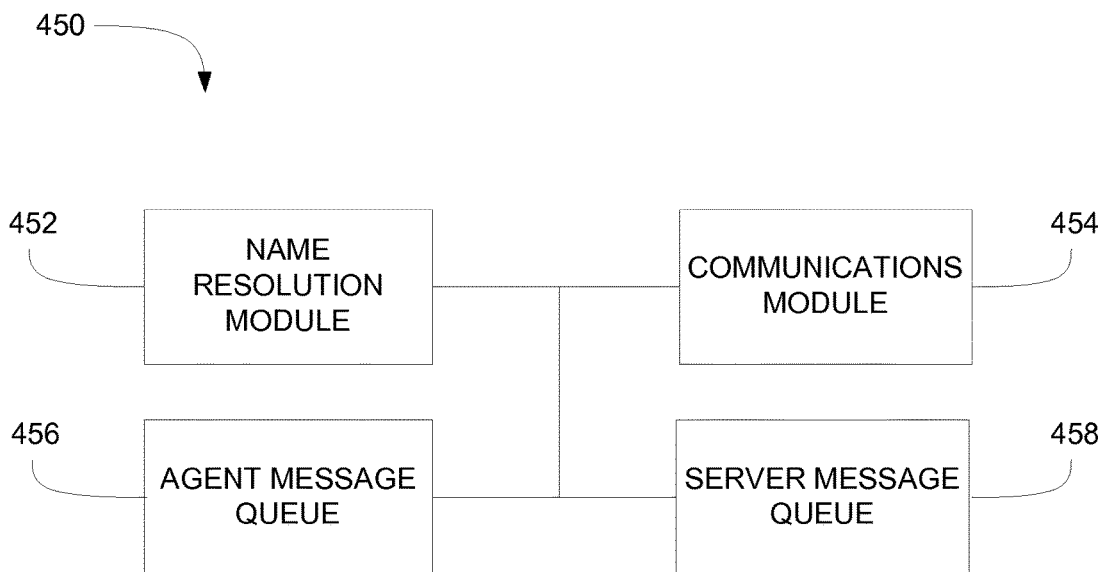 450
452
NAME
RESOLUTION
MODULE
COMMUNICATIONS
MODULE
454
456
AGENT MESSAGE
QUEUE
SERVER MESSAGE
QUEUE
458